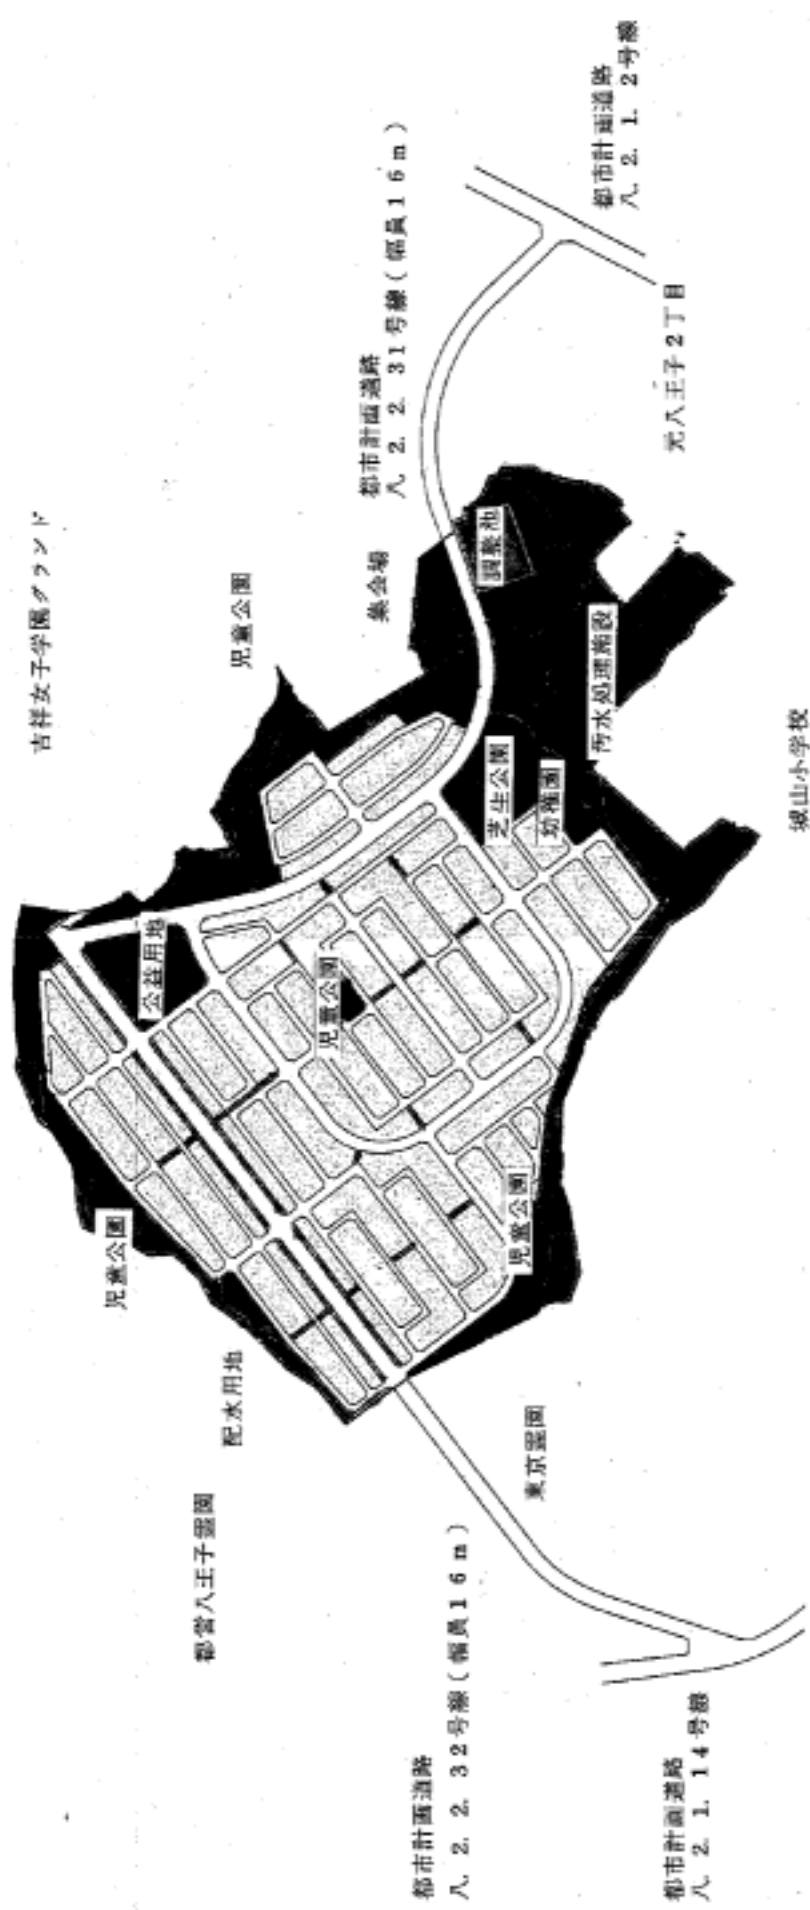 吉祥女子学園グランド
児童公園
集会場
都市計画道路
八. 2. 2. 31号線(幅員16m)
都市計画道路
八. 2. 1. 2号線
元八王子2丁目
調整池
汚水処理施設
芝生公園
幼稚園
城山小学校
公益用地
児童公園
児童公園
児童公園
配水用地
都営八王子霊園
東京霊園
都市計画道路
八. 2. 2. 32号線(幅員16m)
都市計画道路
八. 2. 1. 14号線